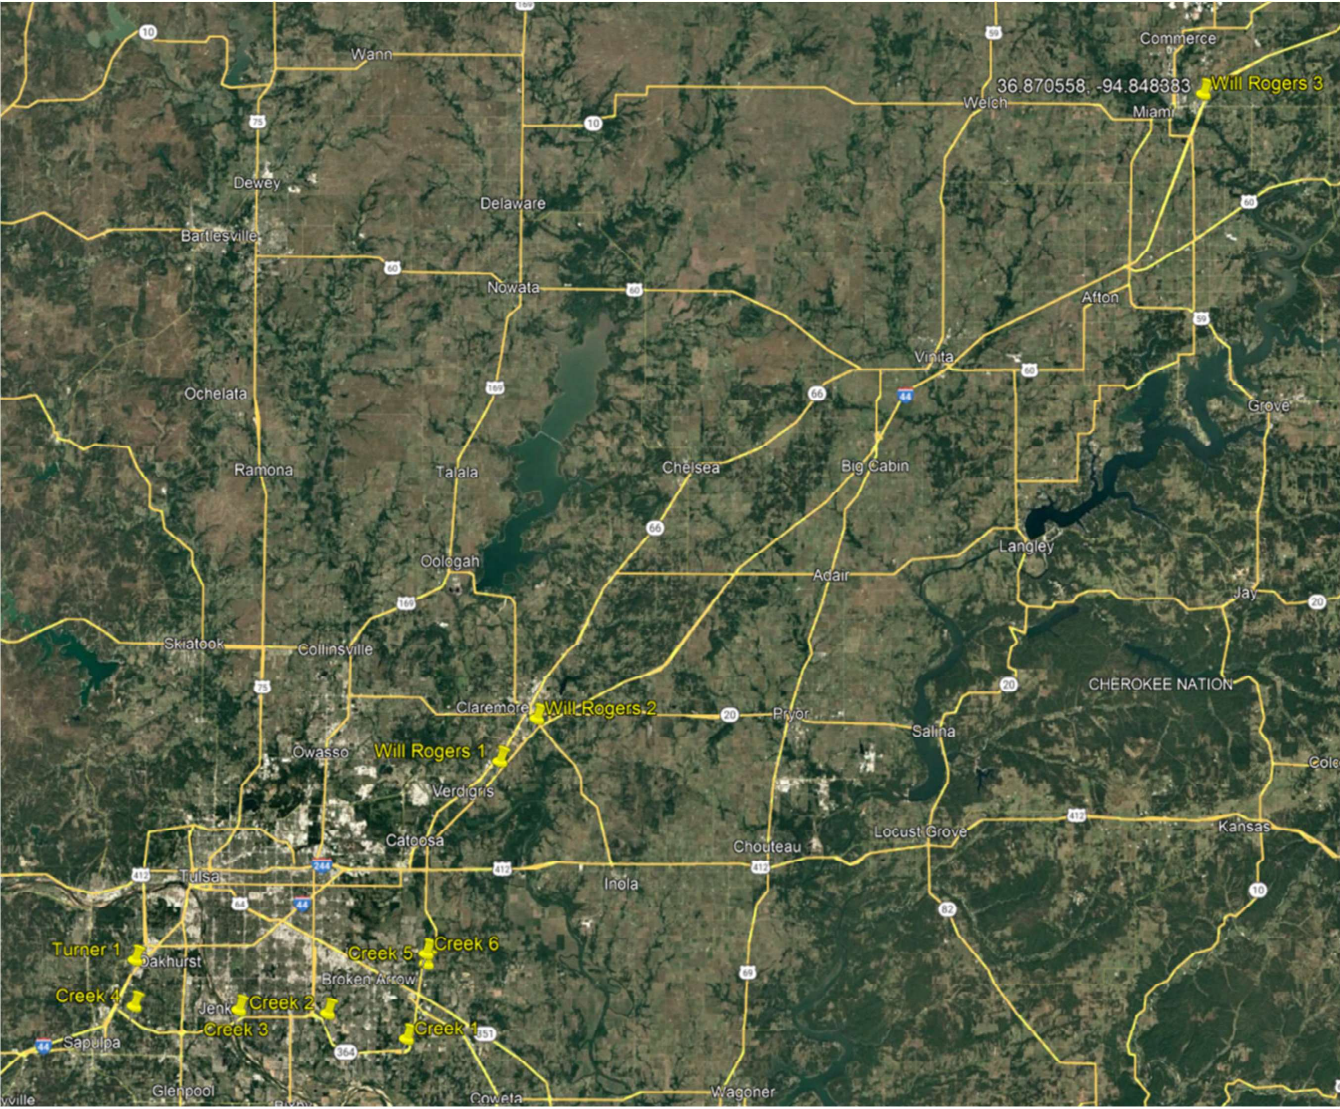 169
59
Commerce
10
Wann
36.870558, -94.848383
Will Rogers 3
Welch
Miami
75
10
Dewey
Delaware
60
Bartlesville
60
Nowata
60
Afton
59
Vinita
60
169
66
44
Ochelata
Grove
Ramona
Talala
Chelsea
Big Cabin
66
Langley
Oologah
Adair
169
Jay
20
Skiatook
Collinsville
75
20
CHEROKEE NATION
Claremore
Will Rogers 2
20
Pryor
Salina
Owasso
Will Rogers 1
Verdigris
412
Catoosa
Locust Grove
Kansas
Chouteau
244
412
412
412
Tulsa
Inola
10
64
44
82
Turner 1
Creek 5
Creek 6
Oakhurst
Broken Arrow
69
Creek 4
Jenk
Creek 2
Creek 3
Creek 1
351
Sapulpa
44
364
Glenpool
Wagoner
Coweta